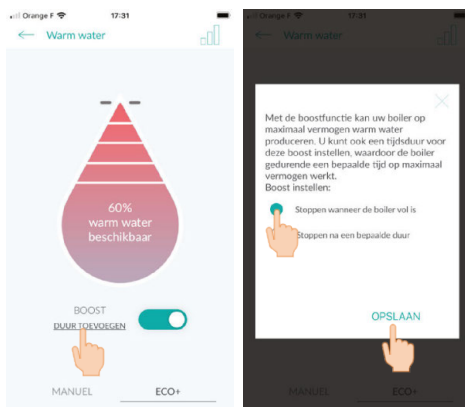 Orange F 17:31
Warm water
60%
warm water
beschikbaar
BOOST
DUUR TOEVOEGEN
MANUEL ECO+
Orange F 17:31
Warm water
Met de boostfunctie kan uw boiler op
maximaal vermogen warm water
produceren. U kunt ook een tijdsduur voor
deze boost instellen, waardoor de boiler
gedurende een bepaalde tijd op maximaal
vermogen werkt.
Boost instellen:
Stoppen wanneer de boiler vol is
Stoppen na een bepaalde duur
OPSLAAN
MANUEL ECO+